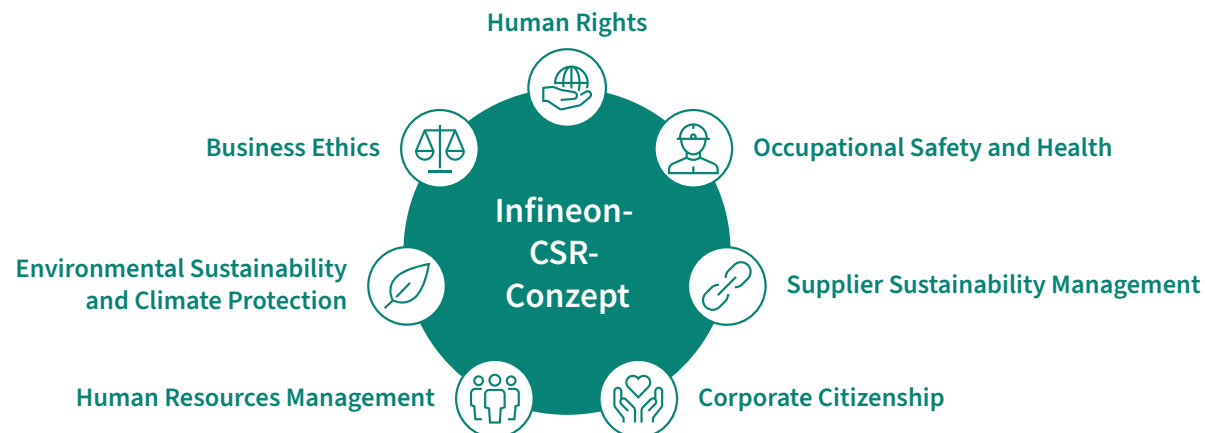 Human Rights
Business Ethics
Occupational Safety and Health
Infineon-
CSR-
Conzept
Environmental Sustainability
and Climate Protection
Supplier Sustainability Management
Human Resources Management
Corporate Citizenship